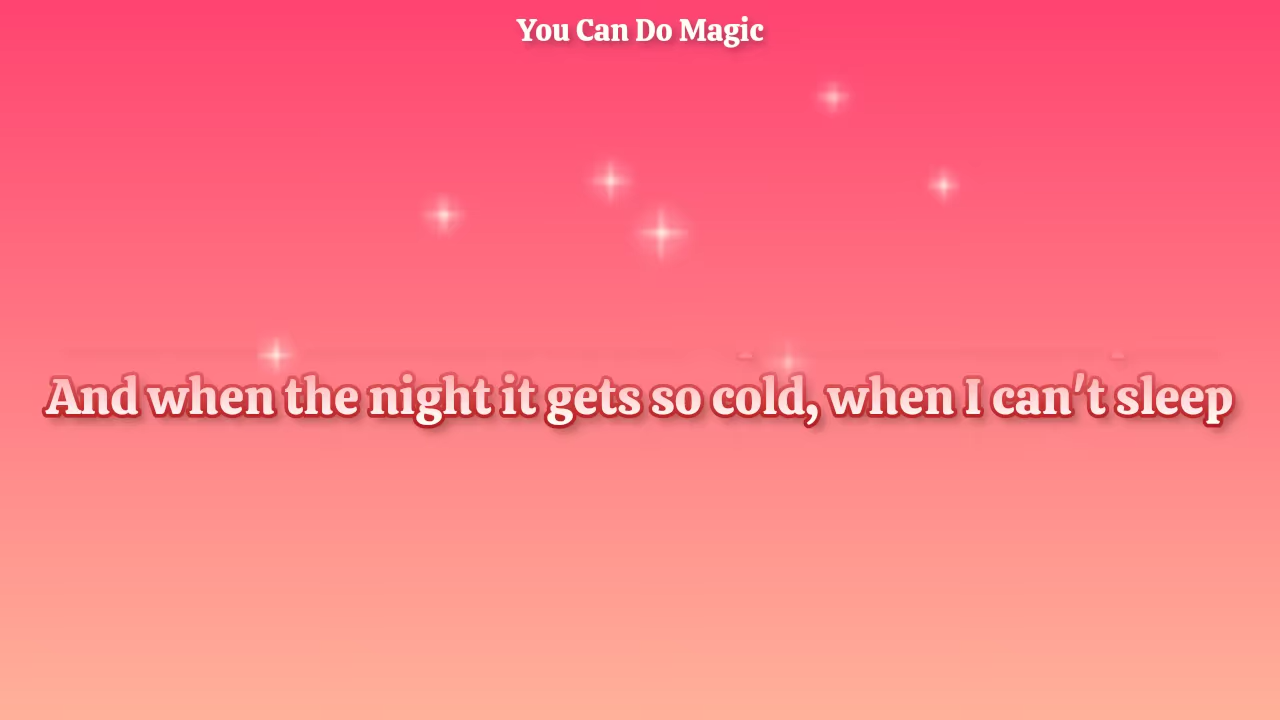 You Can Do Magic
And when the night it gets so cold, when I can't sleep